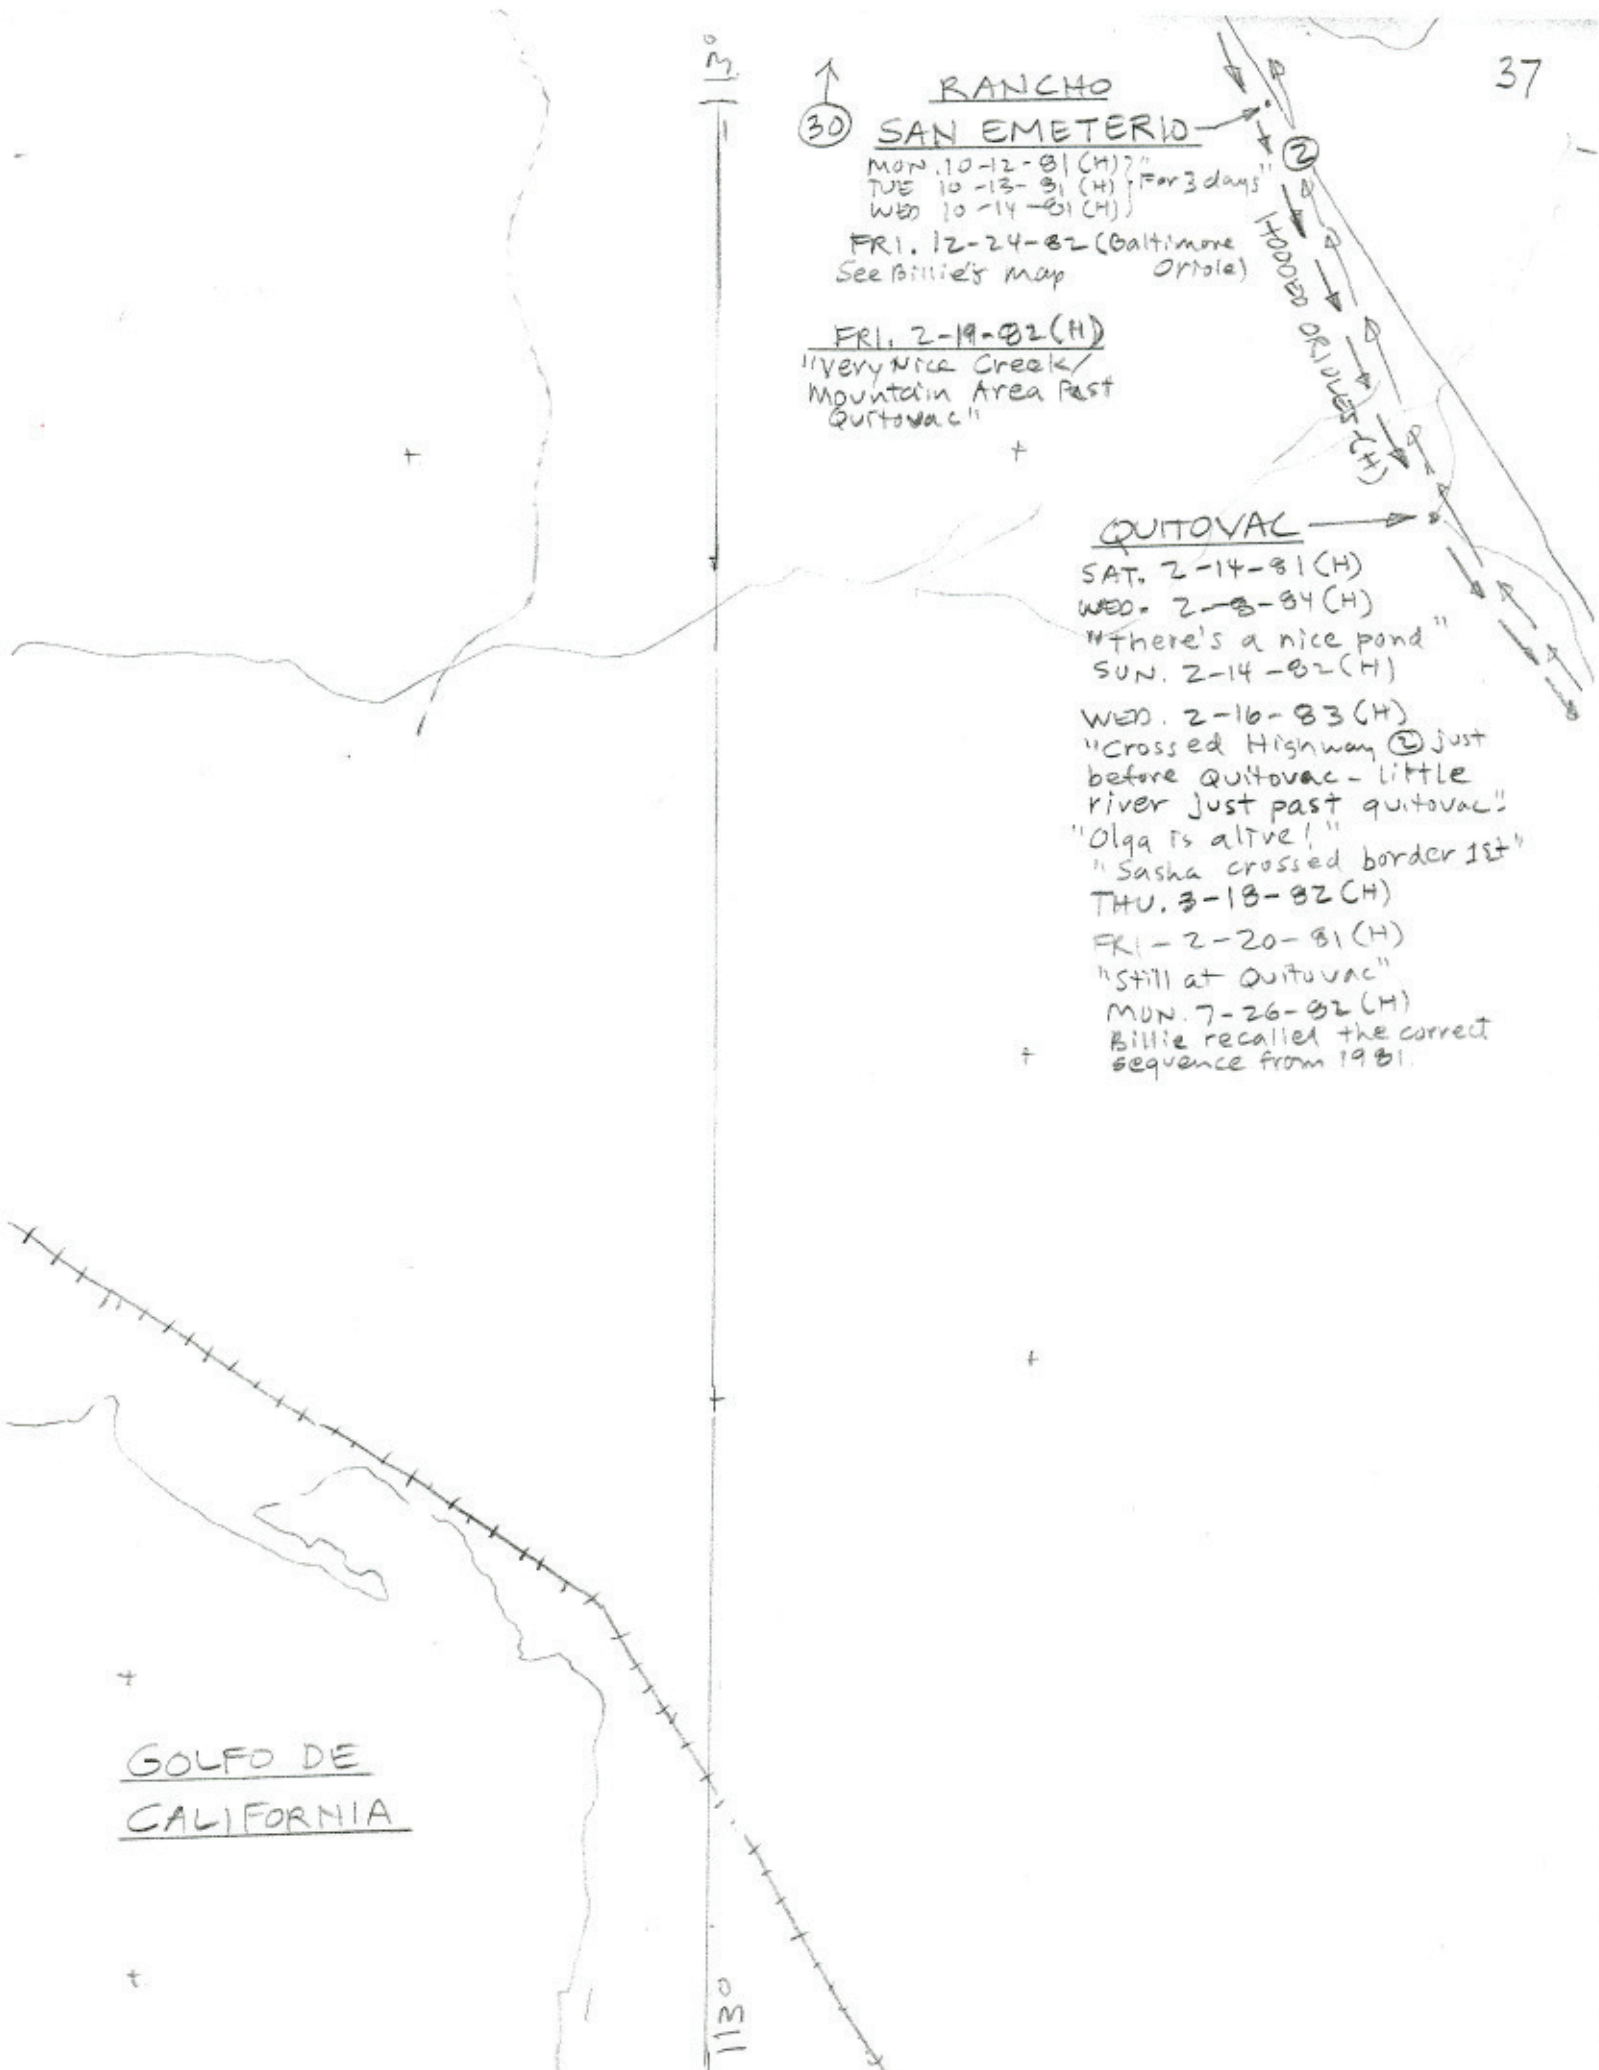 37
113°
30
RANCHO
SAN EMETERIO
MON. 10-12-81 (H)
TUE 10-13-81 (H)
WED 10-14-81 (H)
"For 3 days"
FRI. 12-24-82 (Baltimore
See Billie's map Oriole)
FRI. 2-19-82 (H)
"Very Nice Creek/
Mountain Area Past
Quitovac"
2
HOODED ORIOLES (H)
QUITOVAC
SAT. 2-14-81 (H)
WED. 2-8-84 (H)
"There's a nice pond"
SUN. 2-14-82 (H)
WED. 2-16-83 (H)
"Crossed Highway 2 just
before Quitovac - little
river just past quitovac"
"Olga is alive!"
"Sasha crossed border 1st"
THU. 3-18-82 (H)
FRI - 2-20-81 (H)
"Still at Quitovac"
MON. 7-26-82 (H)
Billie recalled the correct
sequence from 1981.
GOLFO DE
CALIFORNIA
113°